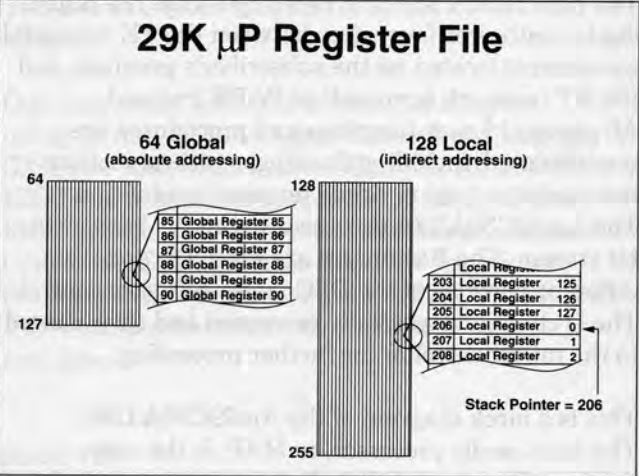 29K µP Register File
64 Global
(absolute addressing)
64
127
85 Global Register 85
86 Global Register 86
87 Global Register 87
88 Global Register 88
89 Global Register 89
90 Global Register 90
128 Local
(indirect addressing)
128
255
Local
203 Local Register 125
204 Local Register 126
205 Local Register 127
206 Local Register 0
207 Local Register 1
208 Local Register 2
Stack Pointer = 206